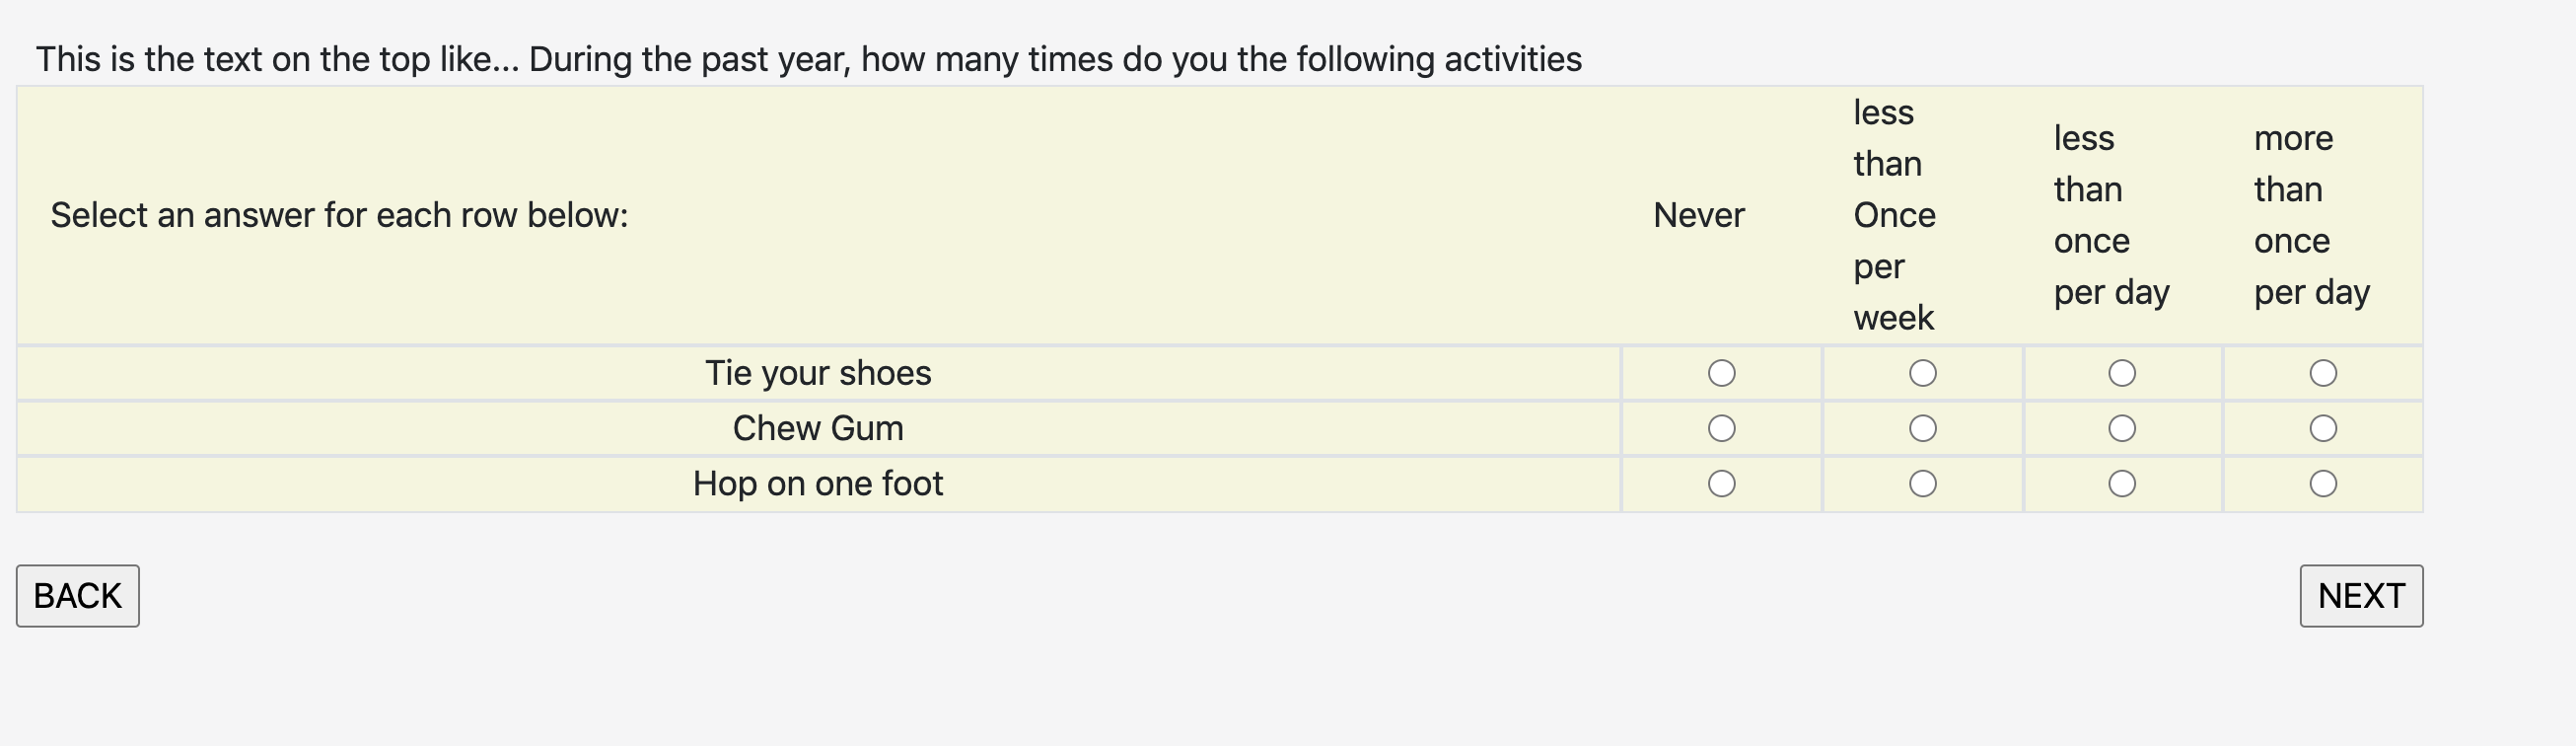 This is the text on the top like... During the past year, how many times do you the following activities
Select an answer for each row below:
Never
less
than
Once
per
week
less
than
once
per day
more
than
once
per day
Tie your shoes
Chew Gum
Hop on one foot
BACK
NEXT